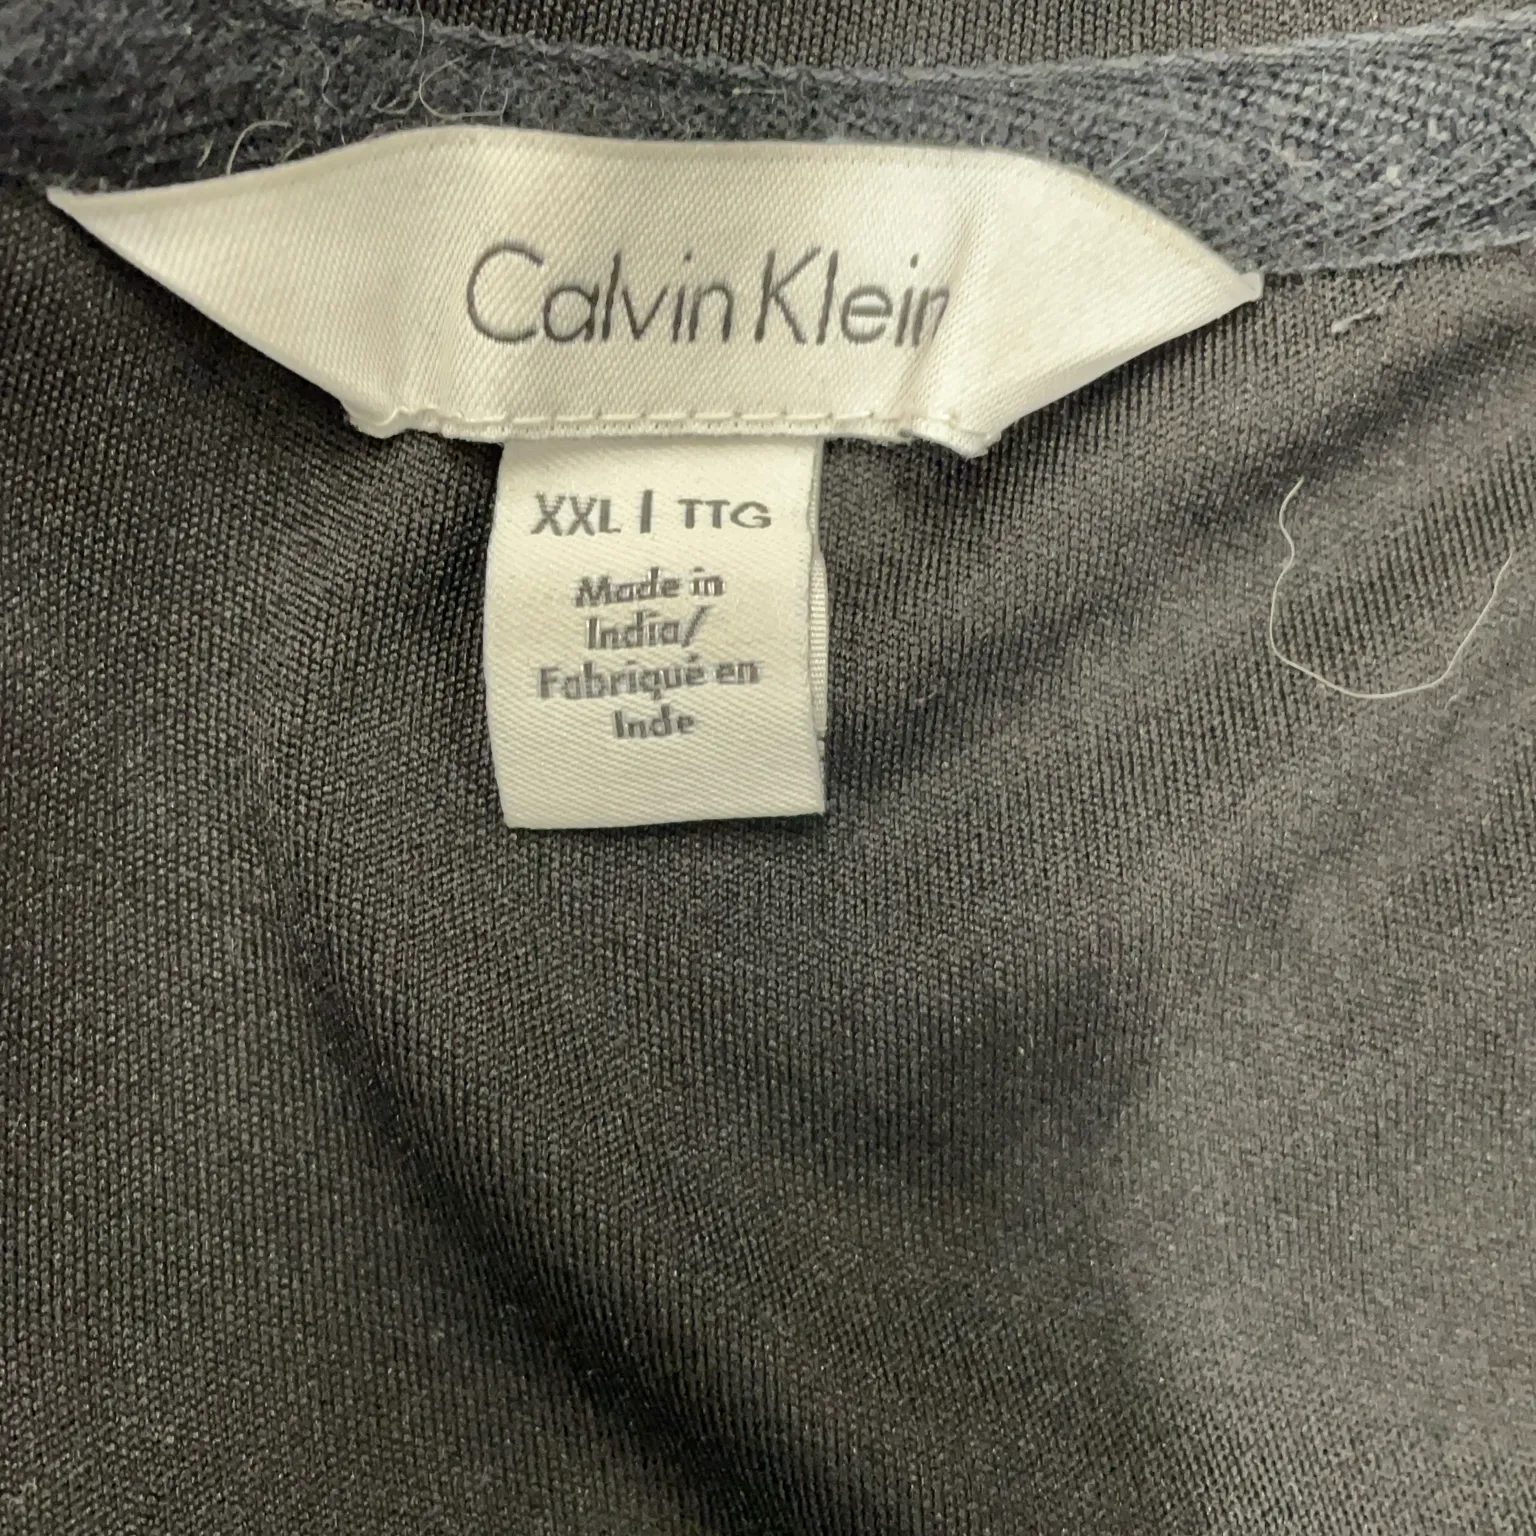 Calvin Klein
XXL | TTG
Made in
India/
Fabriqué en
Inde